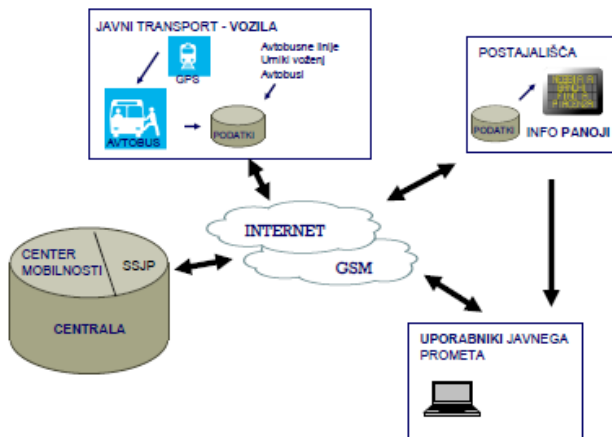 JAVNI TRANSPORT - VOZILA
GPS
AVTOBUS
Avtobusne linije
Urniki voženj
Avtobusi
PODATKI
POSTAJALIŠČA
PODATKI
INFO PANOJI
INTERNET
GSM
CENTER
MOBILNOSTI
SSJP
CENTRALA
UPORABNIKI JAVNEGA
PROMETA